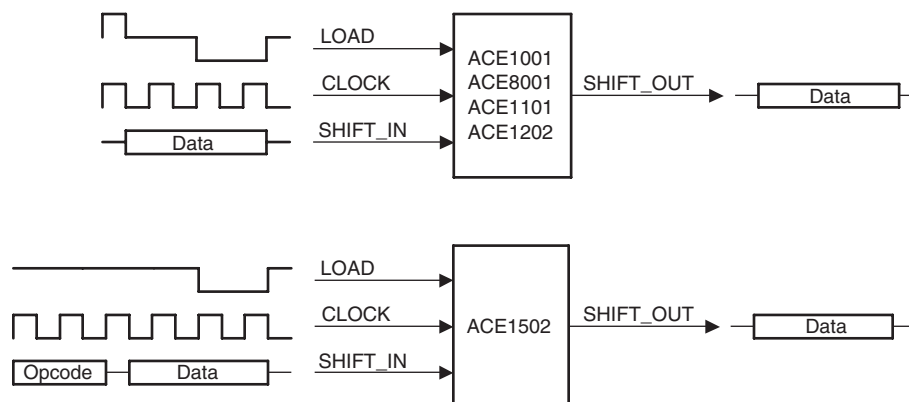 LOAD
CLOCK
SHIFT_IN
Data
ACE1001
ACE8001
ACE1101
ACE1202
SHIFT_OUT
Data
LOAD
CLOCK
SHIFT_IN
Opcode
Data
ACE1502
SHIFT_OUT
Data